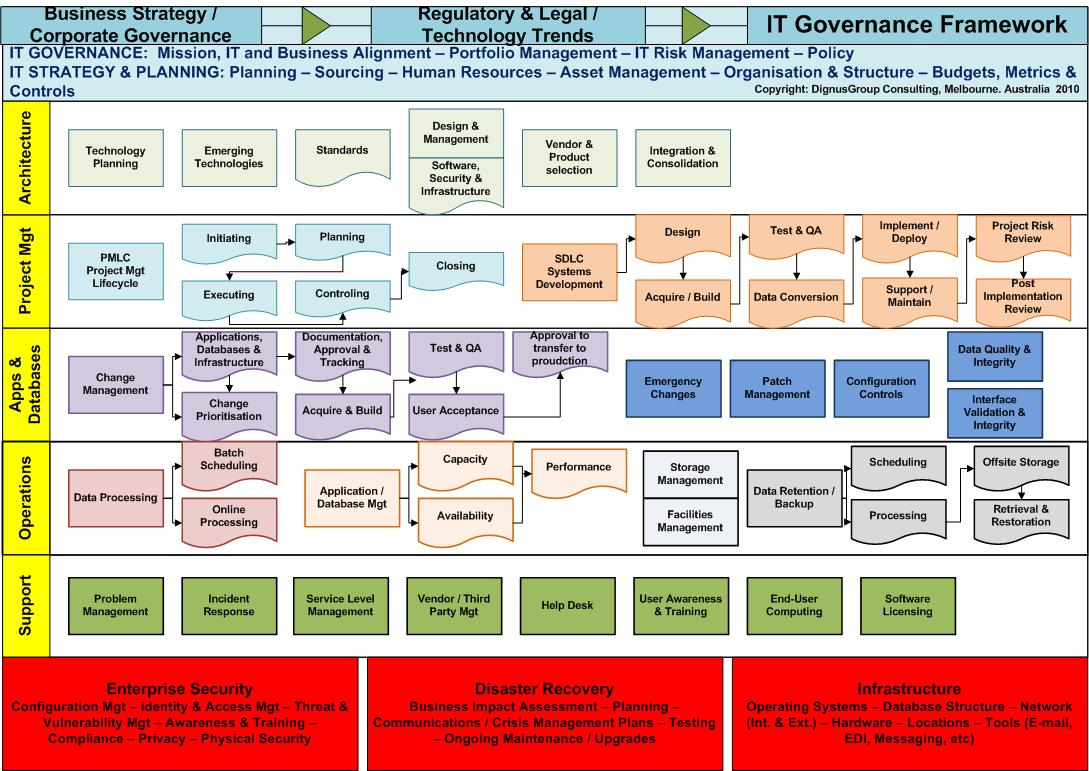 Business Strategy /
Corporate Governance
Regulatory & Legal /
Technology Trends
IT Governance Framework
IT GOVERNANCE:  Mission, IT and Business Alignment – Portfolio Management – IT Risk Management – Policy
IT STRATEGY & PLANNING: Planning – Sourcing – Human Resources – Asset Management – Organisation & Structure – Budgets, Metrics &
Controls
Copyright: DignusGroup Consulting, Melbourne. Australia  2010
Architecture
Technology
Planning
Emerging
Technologies
Standards
Design &
Management
Software,
Security &
Infrastructure
Vendor &
Product
selection
Integration &
Consolidation
Project Mgt
PMLC
Project Mgt
Lifecycle
Initiating
Planning
Executing
Controling
Closing
SDLC
Systems
Development
Design
Acquire / Build
Test & QA
Data Conversion
Implement /
Deploy
Support /
Maintain
Project Risk
Review
Post
Implementation
Review
Apps &
Databases
Change
Management
Applications,
Databases &
Infrastructure
Change
Prioritisation
Documentation,
Approval &
Tracking
Acquire & Build
Test & QA
User Acceptance
Approval to
transfer to
proudction
Emergency
Changes
Patch
Management
Configuration
Controls
Data Quality &
Integrity
Interface
Validation &
Integrity
Operations
Data Processing
Batch
Scheduling
Online
Processing
Application /
Database Mgt
Capacity
Availability
Performance
Storage
Management
Facilities
Management
Data Retention /
Backup
Scheduling
Processing
Offsite Storage
Retrieval &
Restoration
Support
Problem
Management
Incident
Response
Service Level
Management
Vendor / Third
Party Mgt
Help Desk
User Awareness
& Training
End-User
Computing
Software
Licensing
Enterprise Security
Configuration Mgt – identity & Access Mgt – Threat &
Vulnerability Mgt – Awareness & Training –
Compliance – Privacy – Physical Security
Disaster Recovery
Business Impact Assessment – Planning –
Communications / Crisis Management Plans – Testing
– Ongoing Maintenance / Upgrades
Infrastructure
Operating Systems – Database Structure – Network
(Int. & Ext.) – Hardware – Locations – Tools (E-mail,
EDI, Messaging, etc)